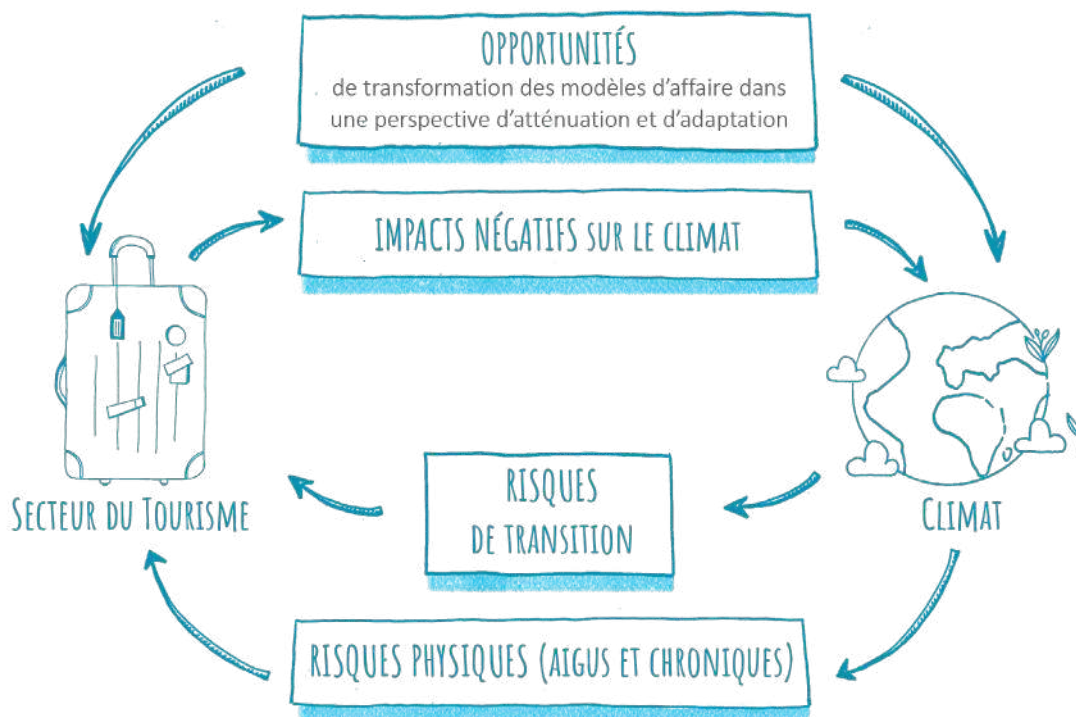 OPPORTUNITÉS
de transformation des modèles d'affaire dans
une perspective d'atténuation et d'adaptation
IMPACTS NÉGATIFS SUR LE CLIMAT
SECTEUR DU TOURISME
RISQUES
DE TRANSITION
CLIMAT
RISQUES PHYSIQUES (AIGUS ET CHRONIQUES)